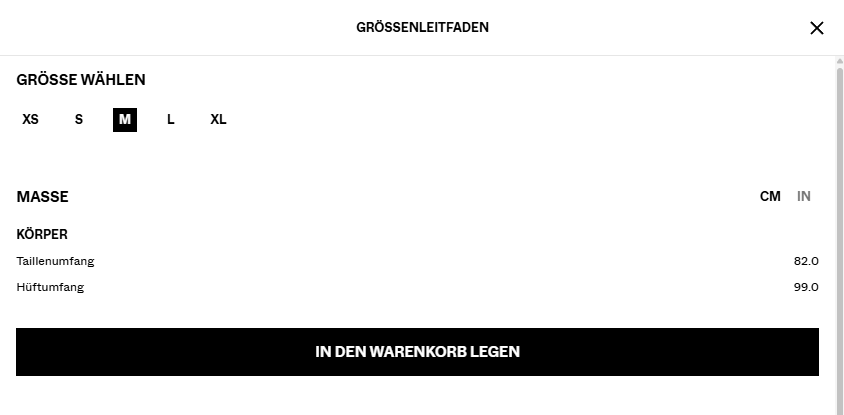 GRÖSSENLEITFADEN
GRÖSSE WÄHLEN
XS S M L XL
MASSE CM IN
KÖRPER
Taillenumfang 82.0
Hüftumfang 99.0
IN DEN WARENKORB LEGEN